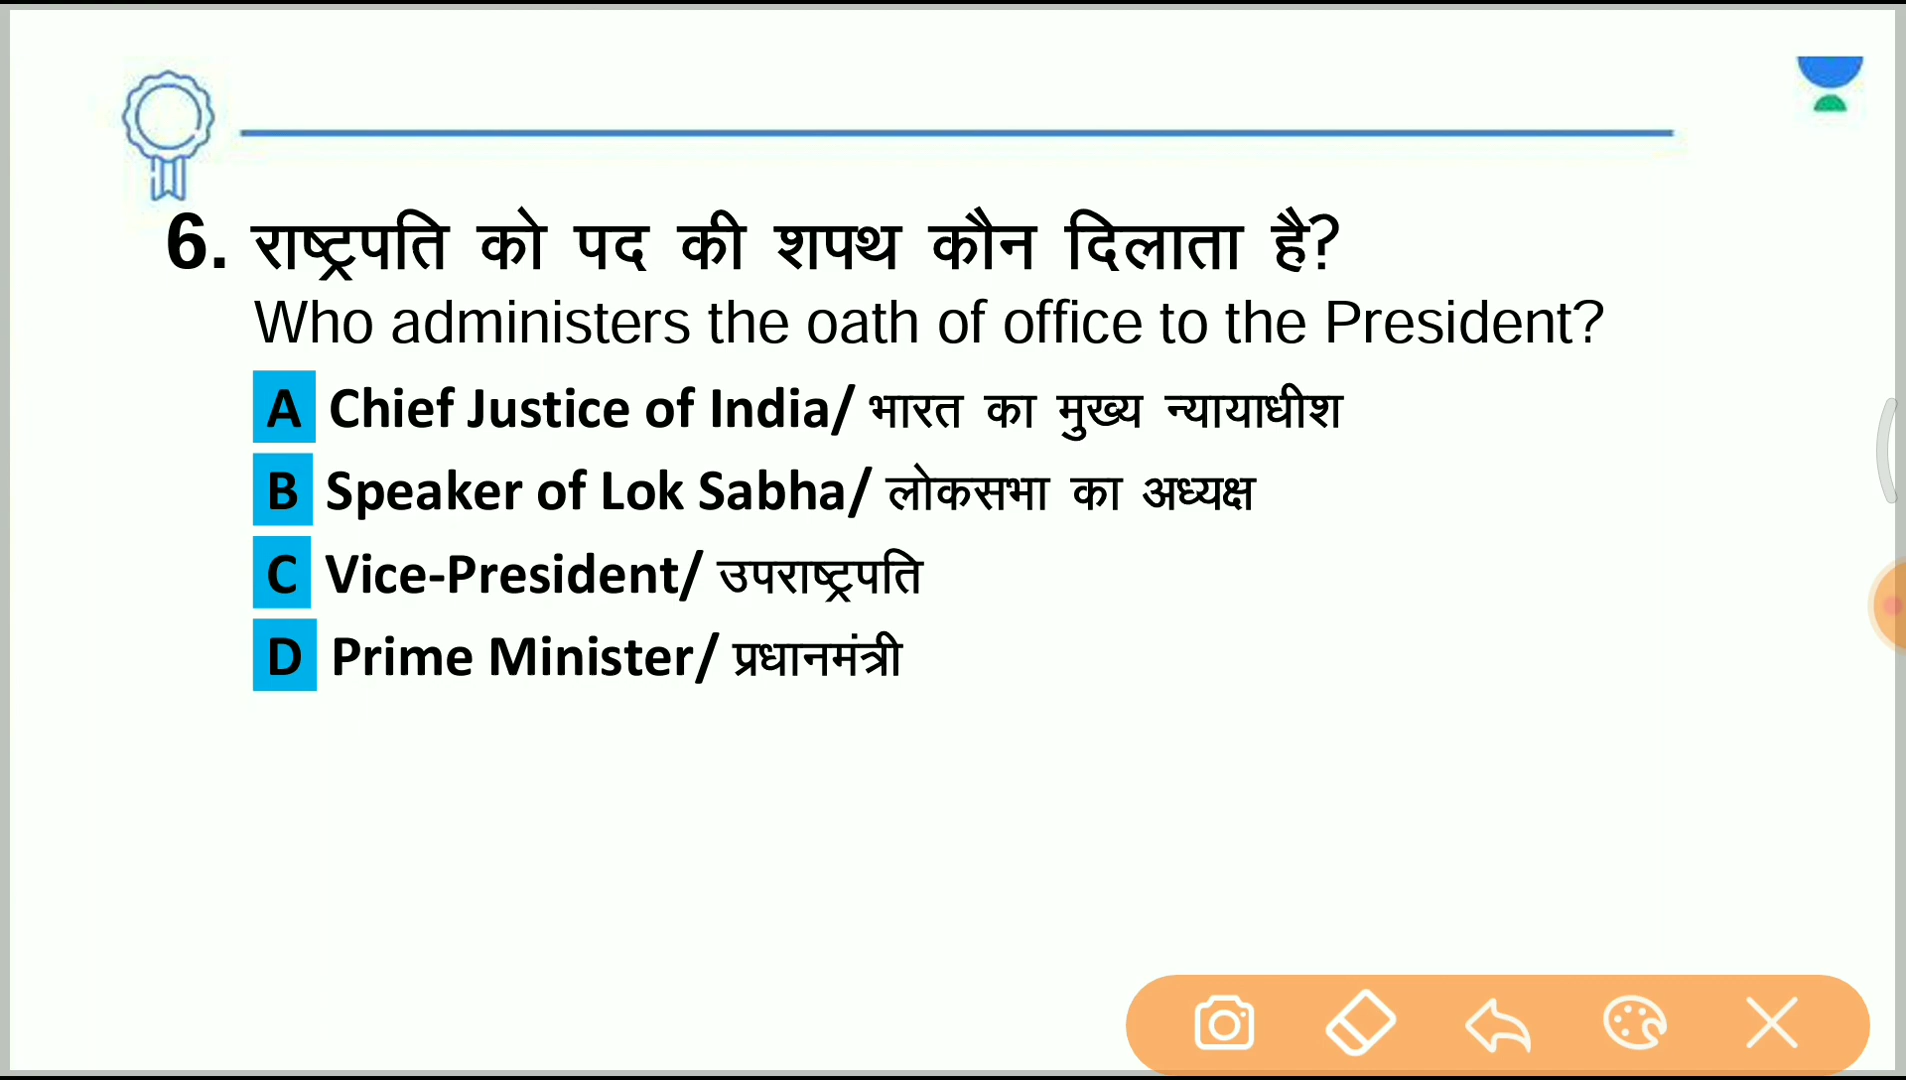 6. राष्ट्रपति को पद की शपथ कौन दिलाता है?
Who administers the oath of office to the President?
A Chief Justice of India/ भारत का मुख्य न्यायाधीश
B Speaker of Lok Sabha/ लोकसभा का अध्यक्ष
C Vice-President/ उपराष्ट्रपति
D Prime Minister/ प्रधानमंत्री